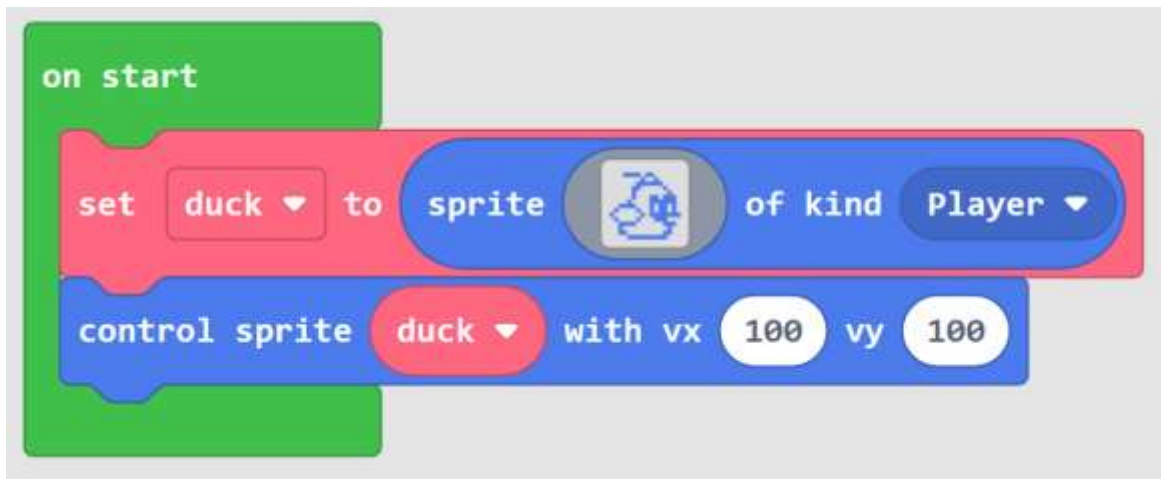 on start
set duck to sprite of kind Player
control sprite duck with vx 100 vy 100